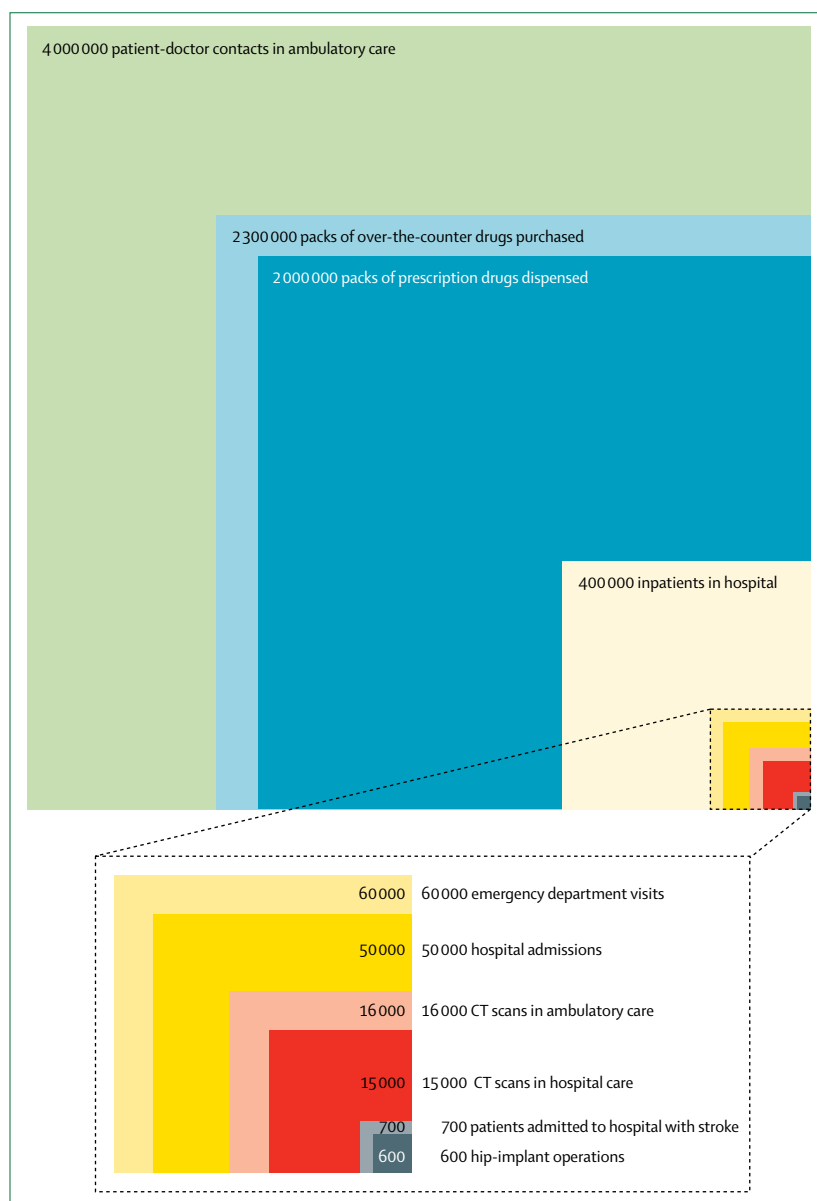 4 000 000 patient-doctor contacts in ambulatory care
2 300 000 packs of over-the-counter drugs purchased
2 000 000 packs of prescription drugs dispensed
400 000 inpatients in hospital
60 000 60 000 emergency department visits
50 000 50 000 hospital admissions
16 000 16 000 CT scans in ambulatory care
15 000 15 000 CT scans in hospital care
700 700 patients admitted to hospital with stroke
600 600 hip-implant operations